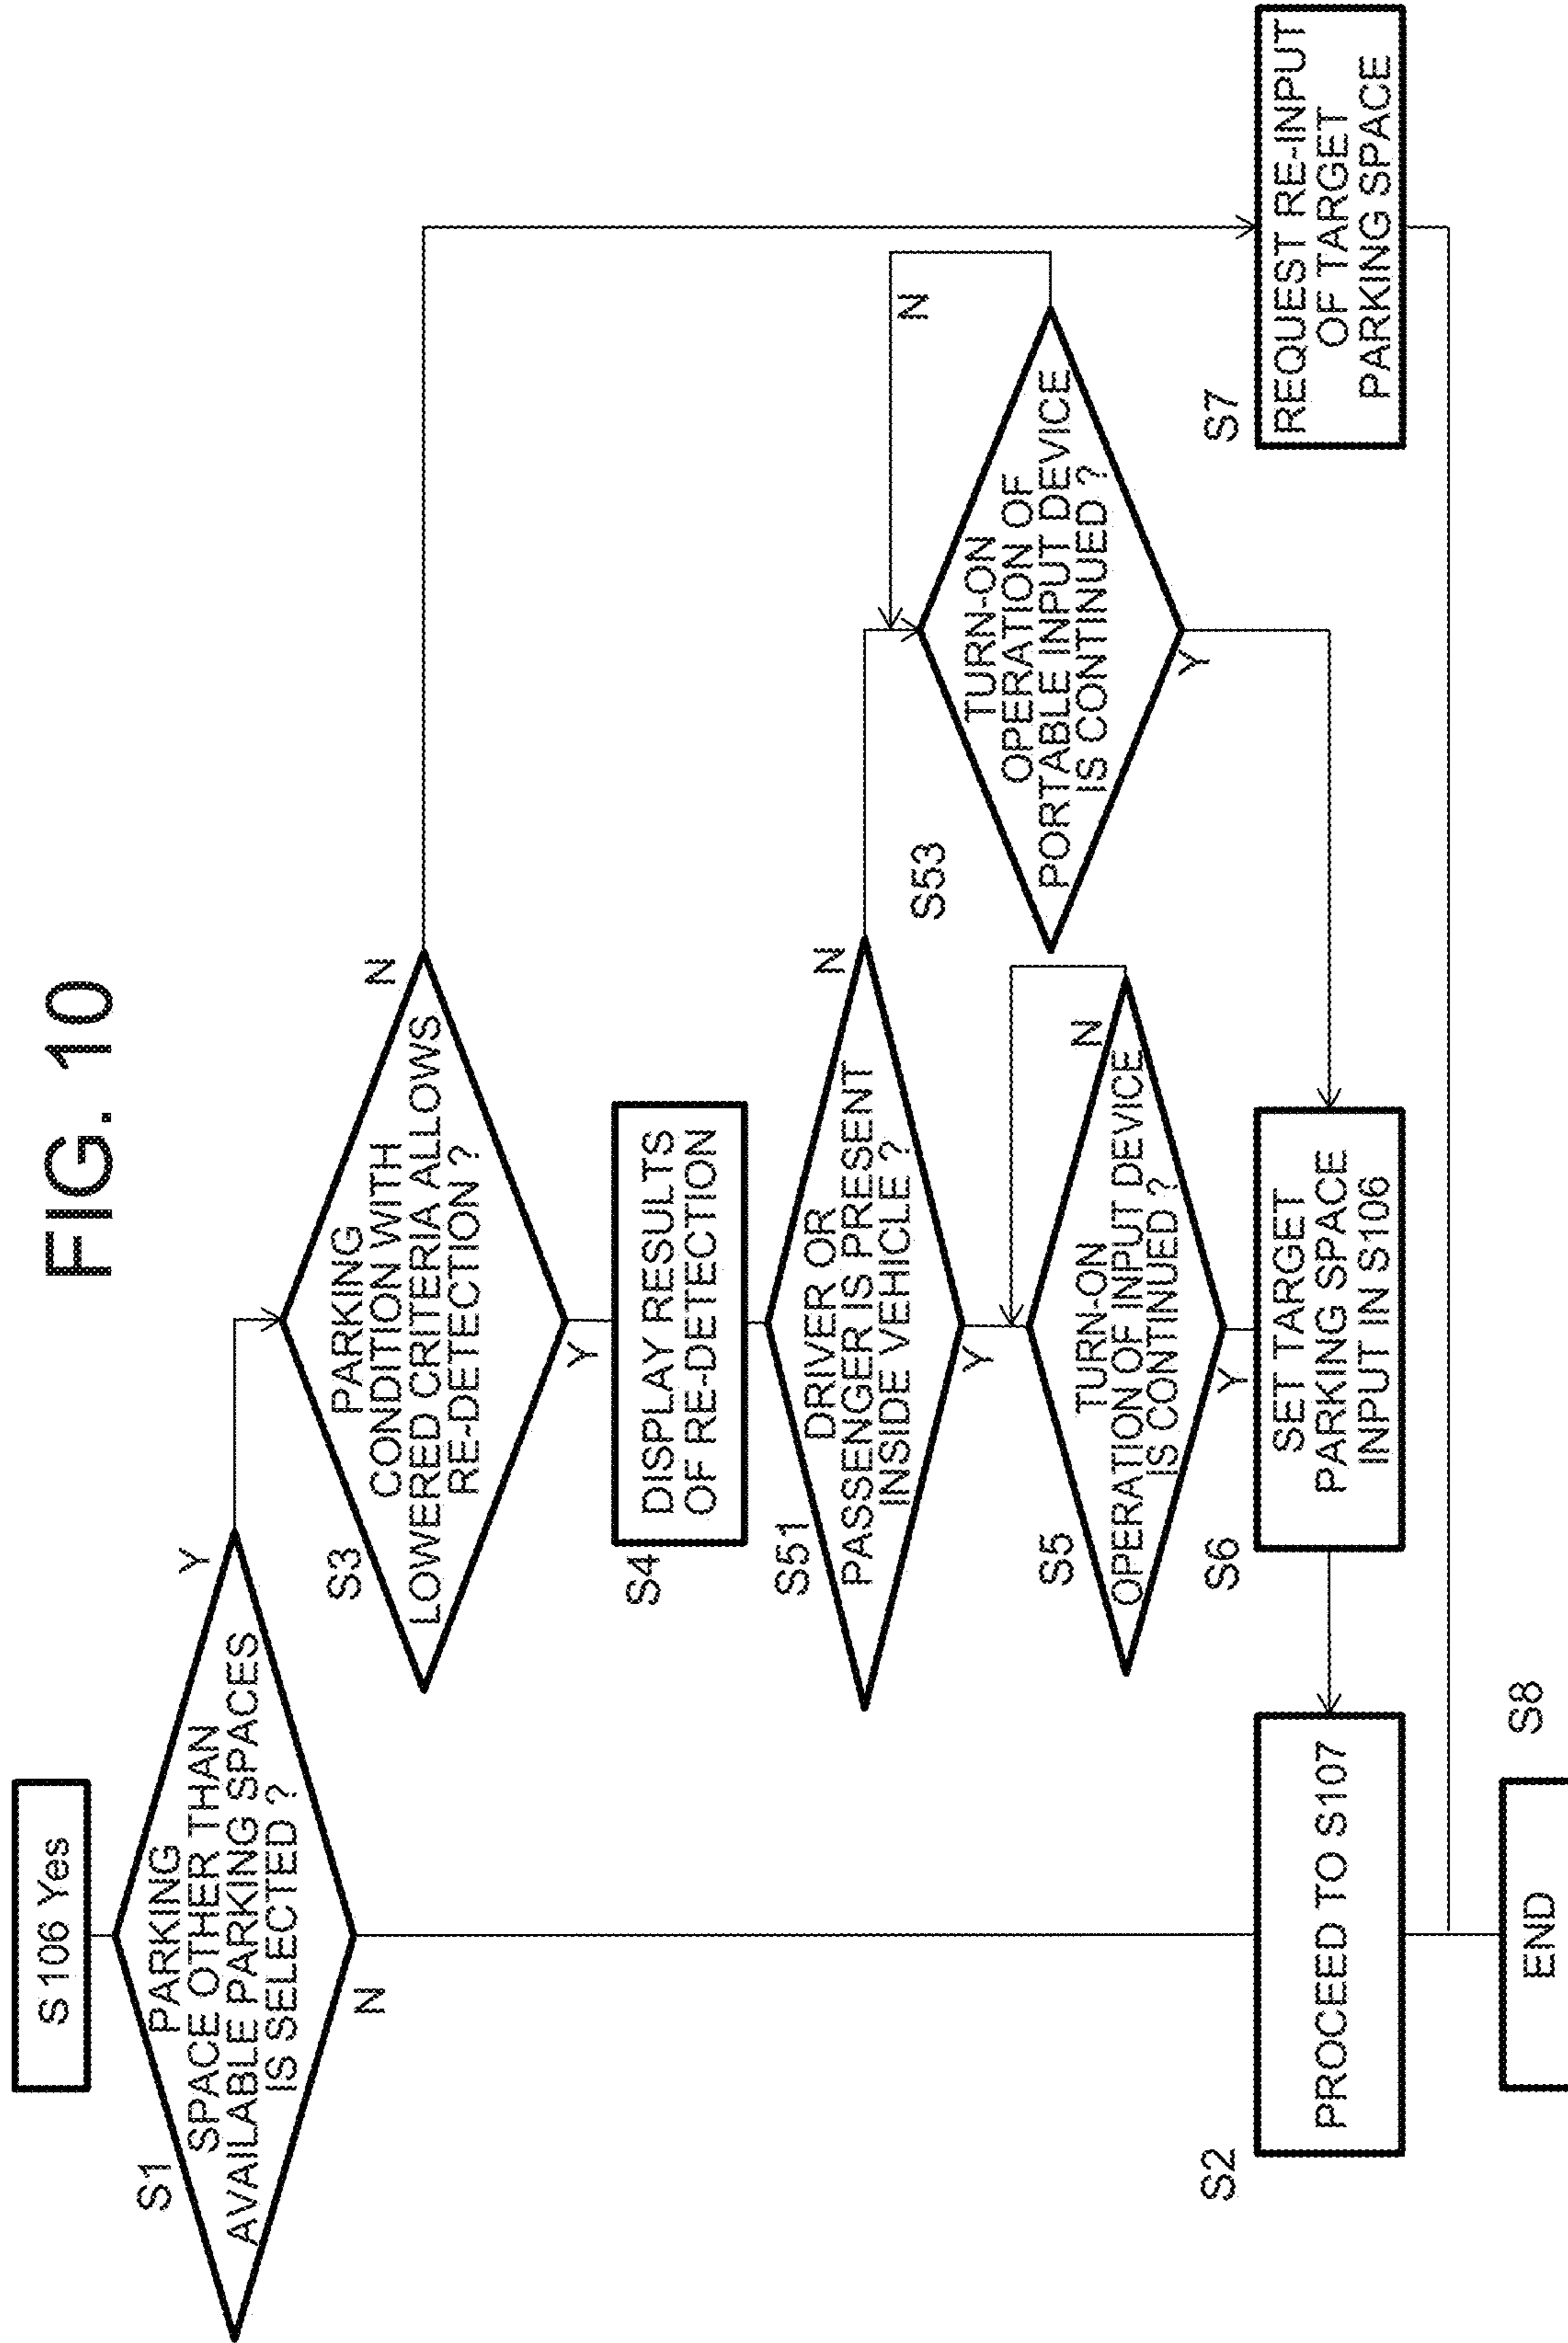 FIG. 10
S106 Yes
S1
PARKING
SPACE OTHER THAN
AVAILABLE PARKING SPACES
IS SELECTED ?
Y
N
S3
PARKING
CONDITION WITH
LOWERED CRITERIA ALLOWS
RE-DETECTION ?
N
Y
S4
DISPLAY RESULTS
OF RE-DETECTION
S51
DRIVER OR
PASSENGER IS PRESENT
INSIDE VEHICLE ?
N
Y
S53
TURN-ON
OPERATION OF
PORTABLE INPUT DEVICE
IS CONTINUED ?
N
Y
S5
TURN-ON
OPERATION OF INPUT DEVICE
IS CONTINUED ?
N
Y
S2
PROCEED TO S107
S6
SET TARGET
PARKING SPACE
INPUT IN S106
S7
REQUEST RE-INPUT
OF TARGET
PARKING SPACE
END
S8